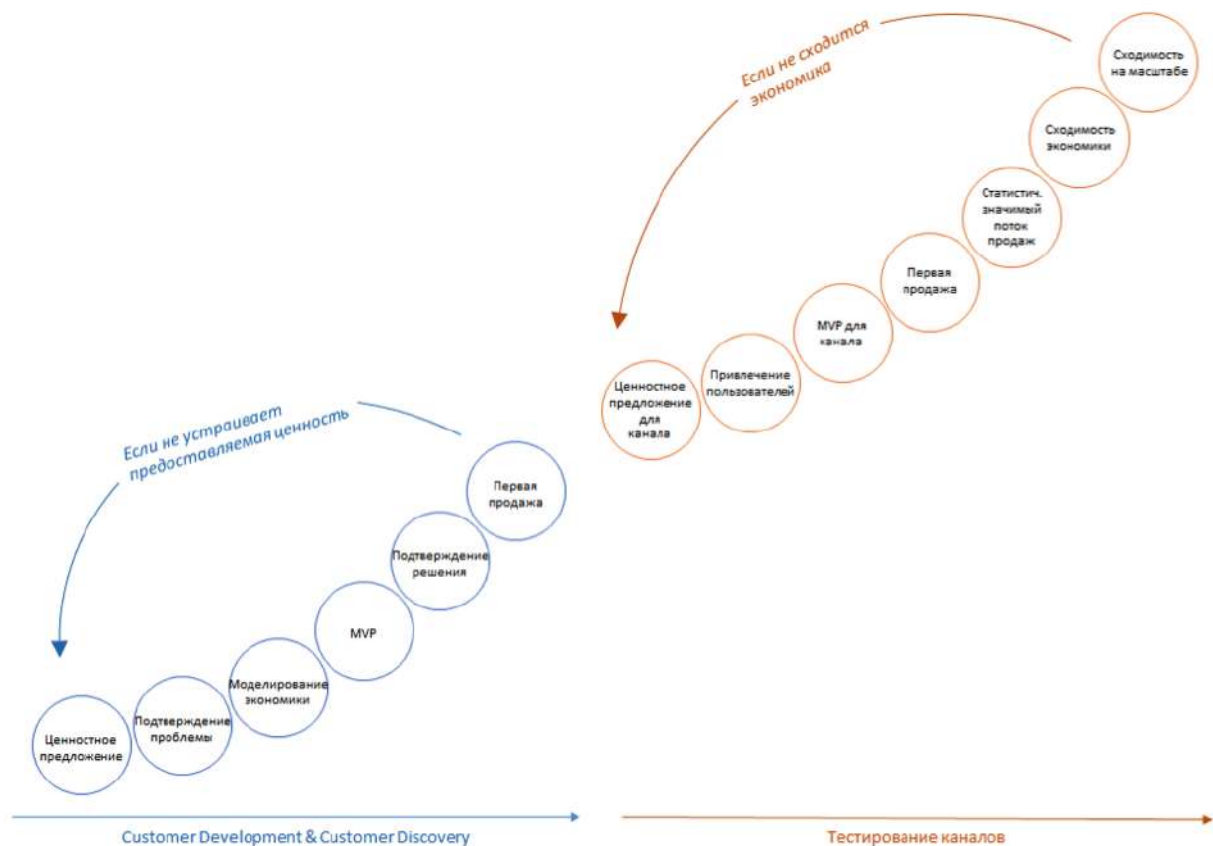 Если не устраивает
предоставляемая ценность
Ценностное
предложение
Подтверждение
проблемы
Моделирование
экономики
MVP
Подтверждение
решения
Первая
продажа
Customer Development & Customer Discovery
Если не сходится
экономика
Ценностное
предложение
для
канала
Привлечение
пользователей
MVP для
канала
Первая
продажа
Статистич.
значимый
поток
продаж
Сходимость
экономики
Сходимость
на масштабе
Тестирование каналов